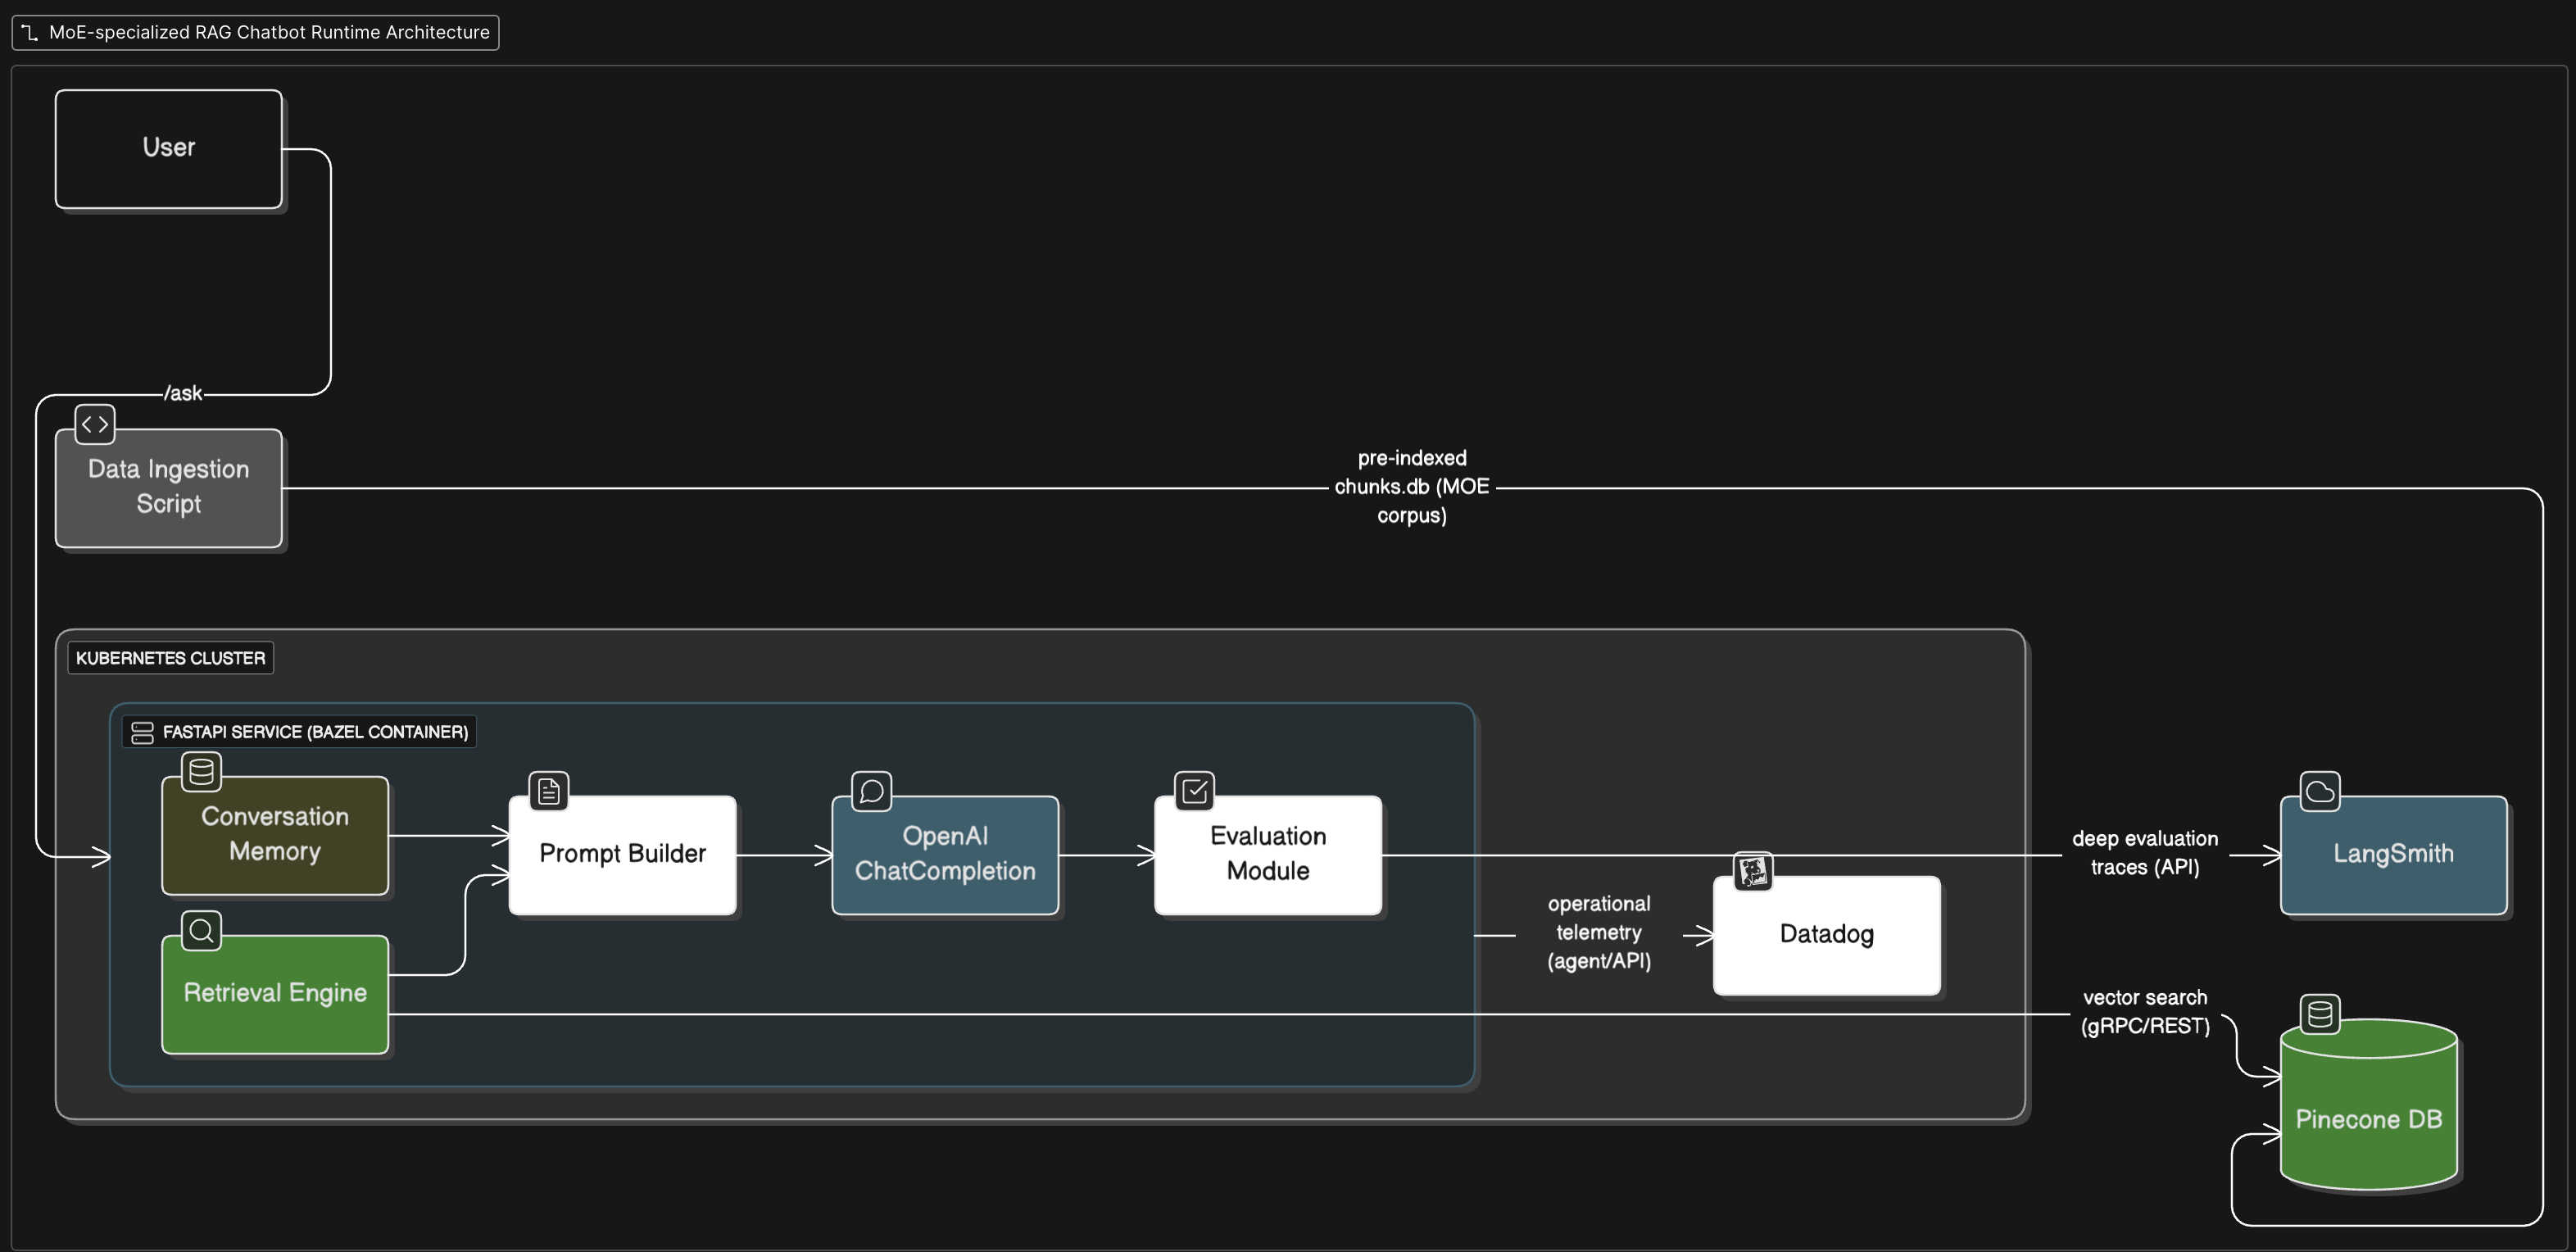 MoE-specialized RAG Chatbot Runtime Architecture
User
/ask
Data Ingestion
Script
pre-indexed
chunks.db (MOE
corpus)
KUBERNETES CLUSTER
FASTAPI SERVICE (BAZEL CONTAINER)
Conversation
Memory
Prompt Builder
OpenAI
ChatCompletion
Evaluation
Module
deep evaluation
traces (API)
LangSmith
operational
telemetry
(agent/API)
Datadog
Retrieval Engine
vector search
(gRPC/REST)
Pinecone DB